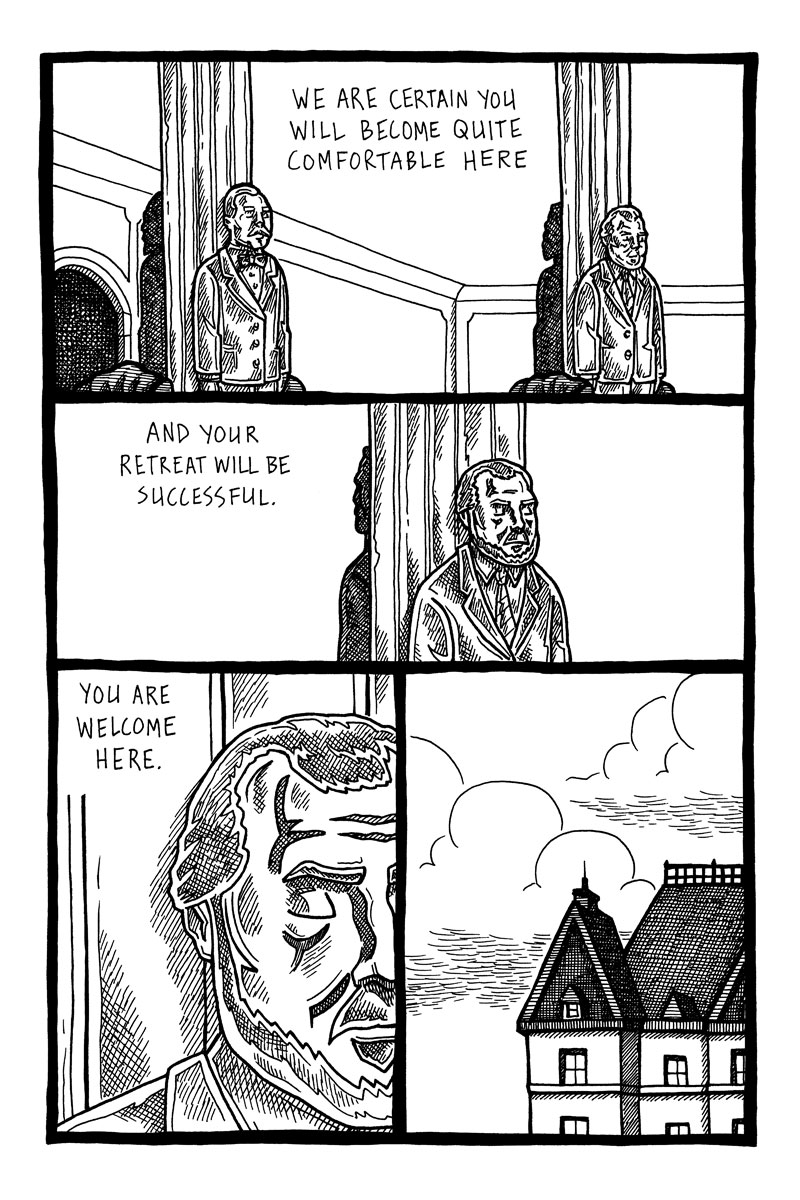 WE ARE CERTAIN YOU
WILL BECOME QUITE
COMFORTABLE HERE
AND YOUR
RETREAT WILL BE
SUCCESSFUL.
YOU ARE
WELCOME
HERE.